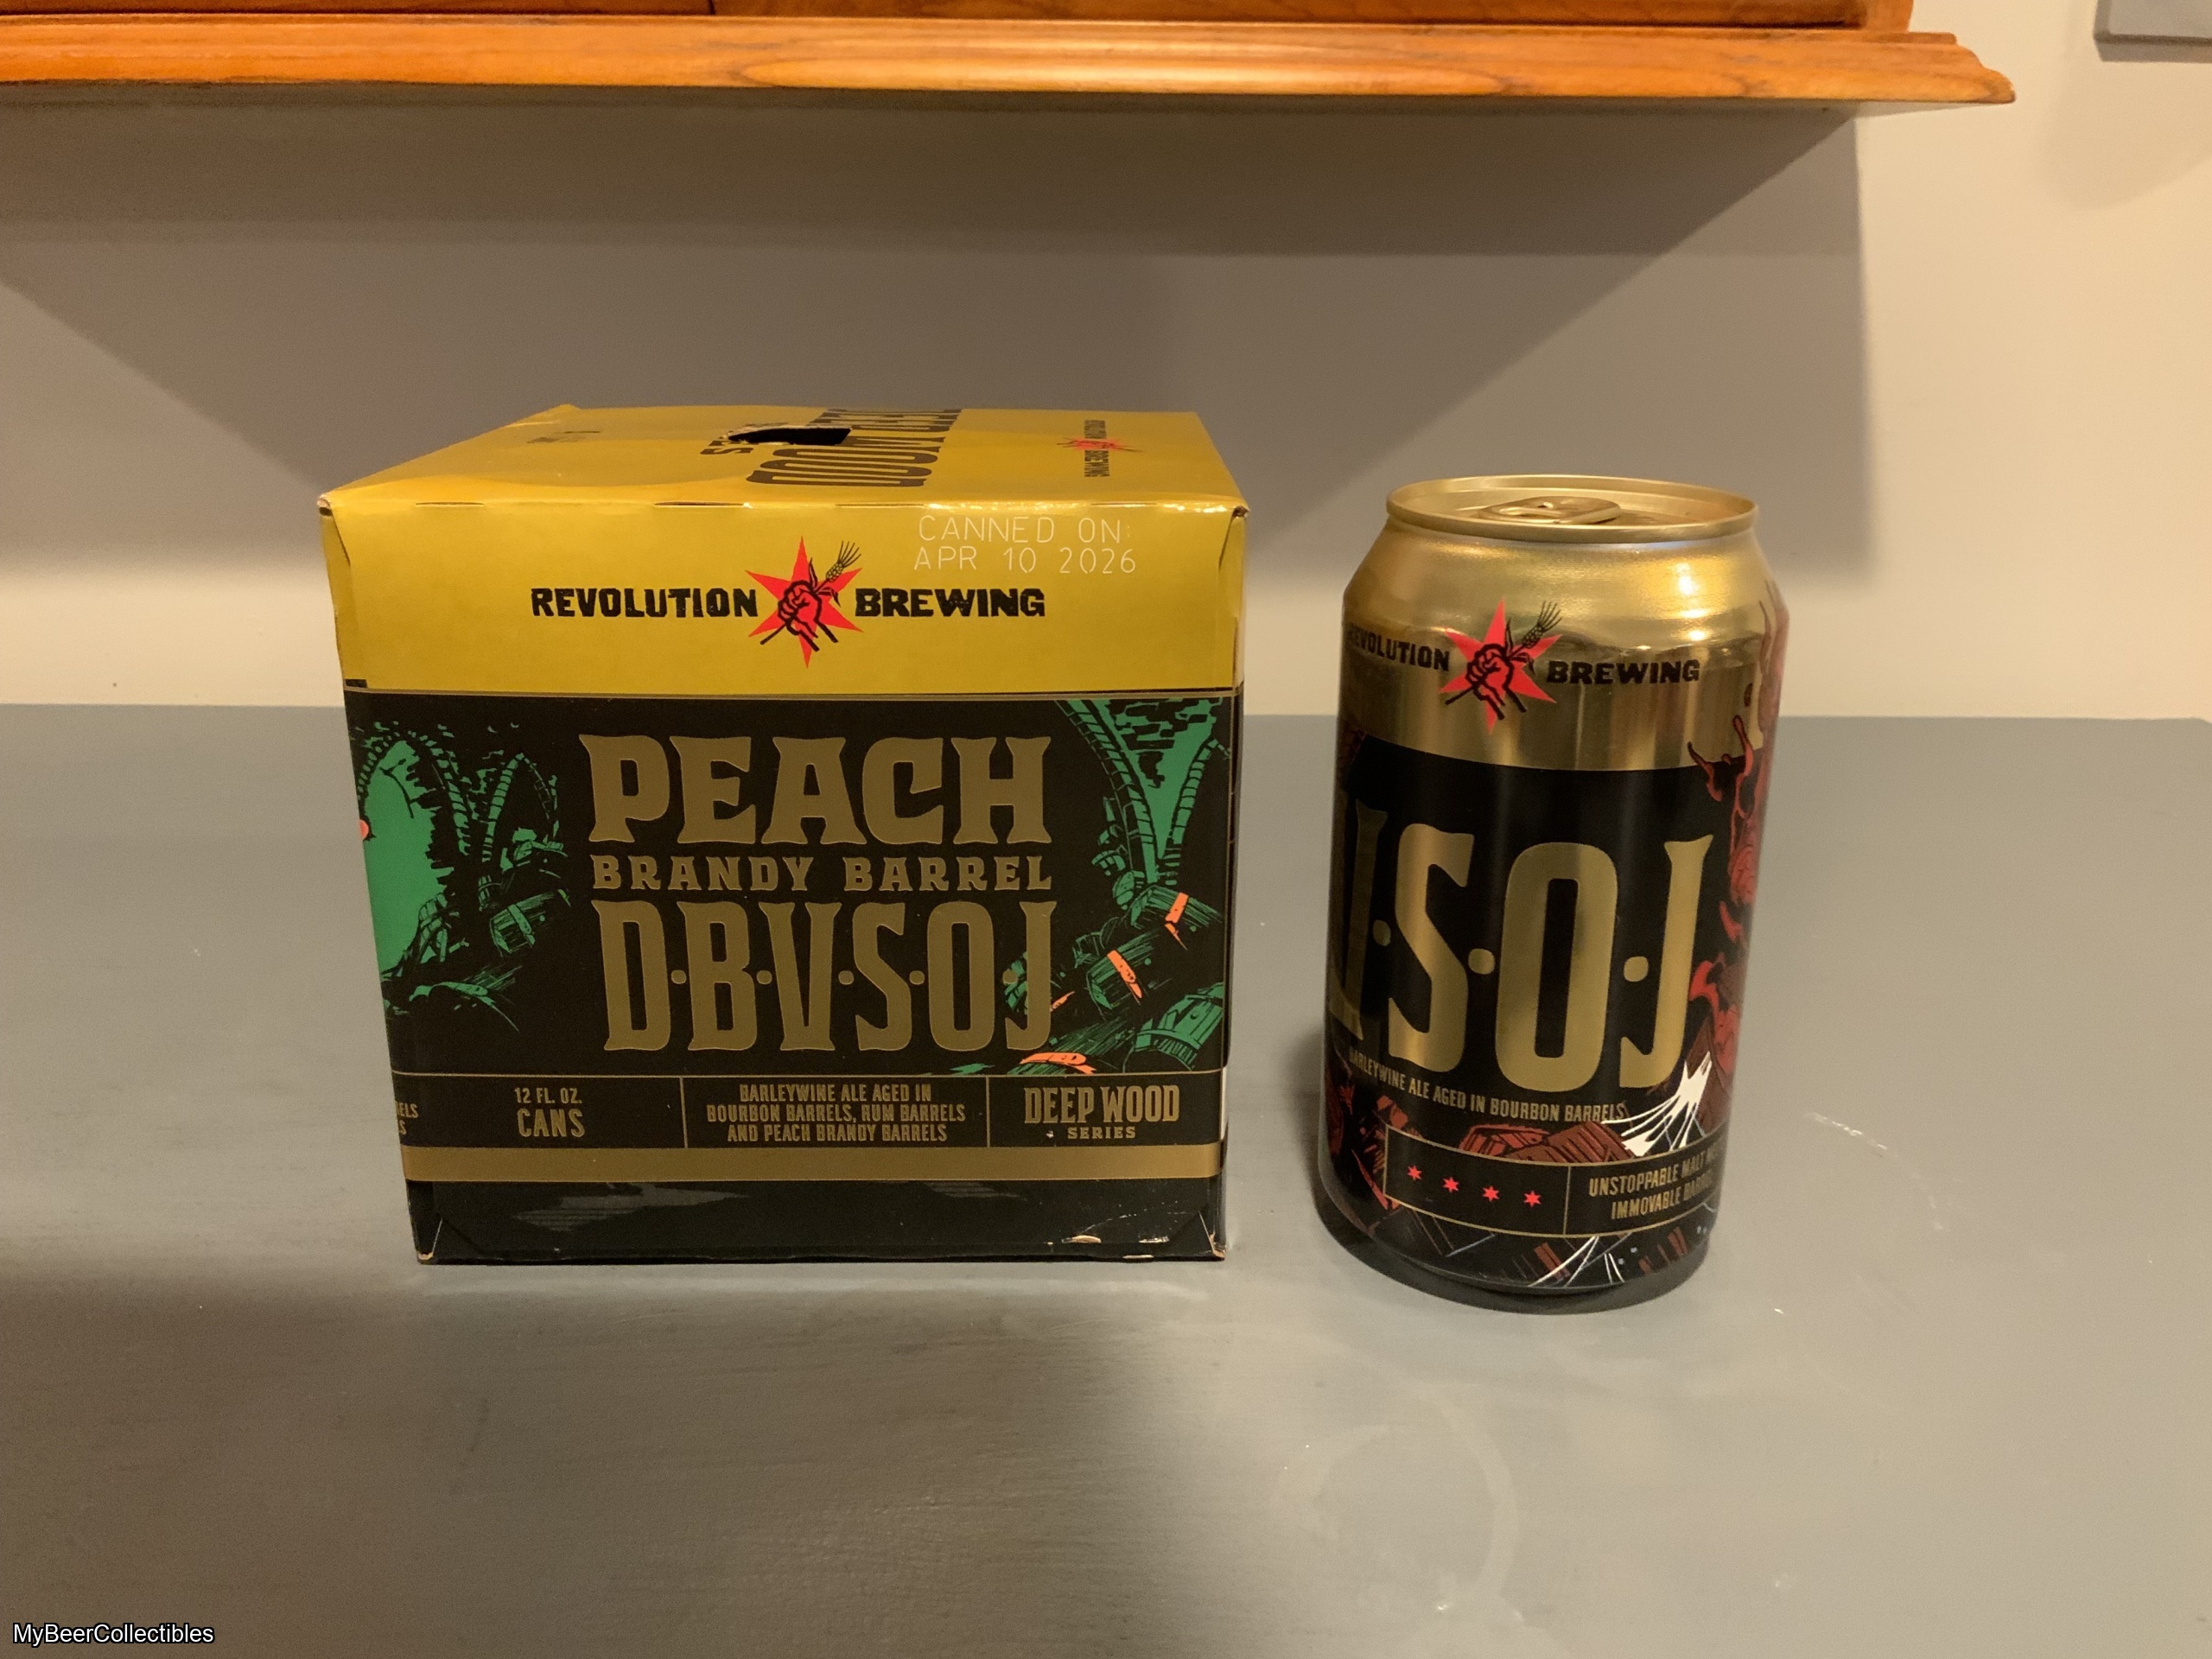 CANNED ON:
APR 10 2026
REVOLUTION BREWING
PEACH
BRANDY BARREL
D·B·V·S·O·J
12 FL. OZ.
CANS
BARLEYWINE ALE AGED IN
BOURBON BARRELS, RUM BARRELS
AND PEACH BRANDY BARRELS
DEEP WOOD
SERIES
REVOLUTION BREWING
S·O·J
BARLEYWINE ALE AGED IN BOURBON BARRELS
UNSTOPPABLE MALT
IMMOVABLE
MyBeerCollectibles